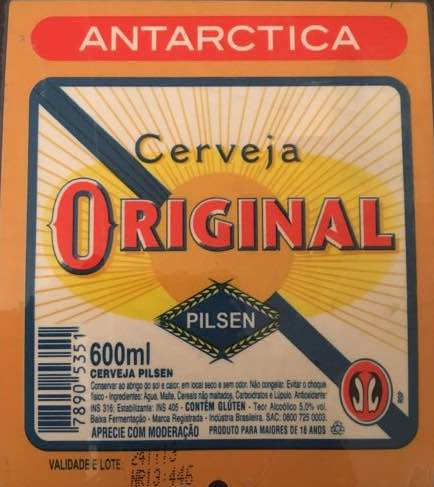 ANTARCTICA
Cerveja
ORIGINAL
PILSEN
7890 5351
600ml
CERVEJA PILSEN
Conservar ao abrigo do sol e calor, em local seco e sem odor. Não congelar. Evitar o choque
físico - Ingredientes: Água, Malte, Cereais não maltados, Carboidratos e Lúpulo. Antioxidante:
INS 316; Estabilizante: INS 405 - CONTÉM GLÚTEN - Teor Alcoólico 5,0% vol.
Baixa Fermentação - Marca Registrada - Indústria Brasileira. SAC: 0800 725 0003.
APRECIE COM MODERAÇÃO PRODUTO PARA MAIORES DE 18 ANOS
VALIDADE E LOTE: 241113
NR13:446